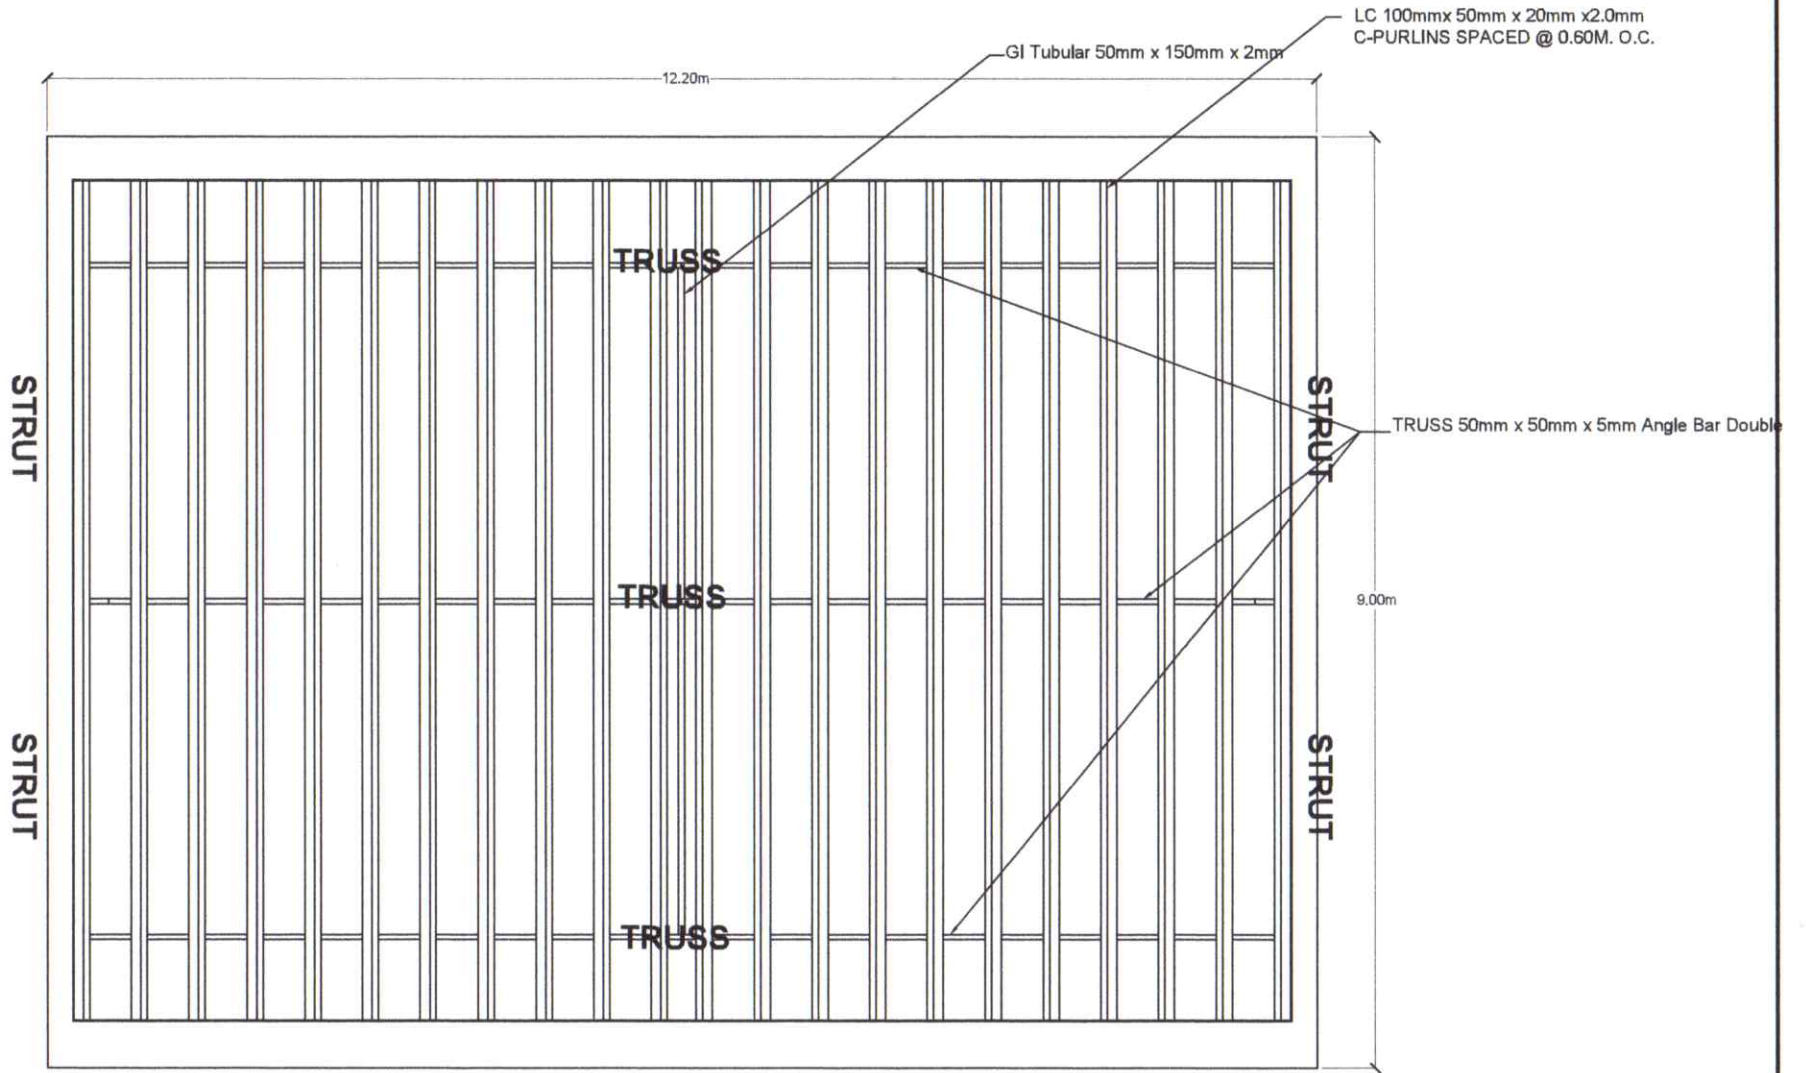 LC 100mmx 50mm x 20mm x2.0mm
C-PURLINS SPACED @ 0.60M. O.C.
GI Tubular 50mm x 150mm x 2mm
12.20m
TRUSS
STRUT
STRUT
TRUSS 50mm x 50mm x 5mm Angle Bar Double
TRUSS
9.00m
STRUT
STRUT
TRUSS